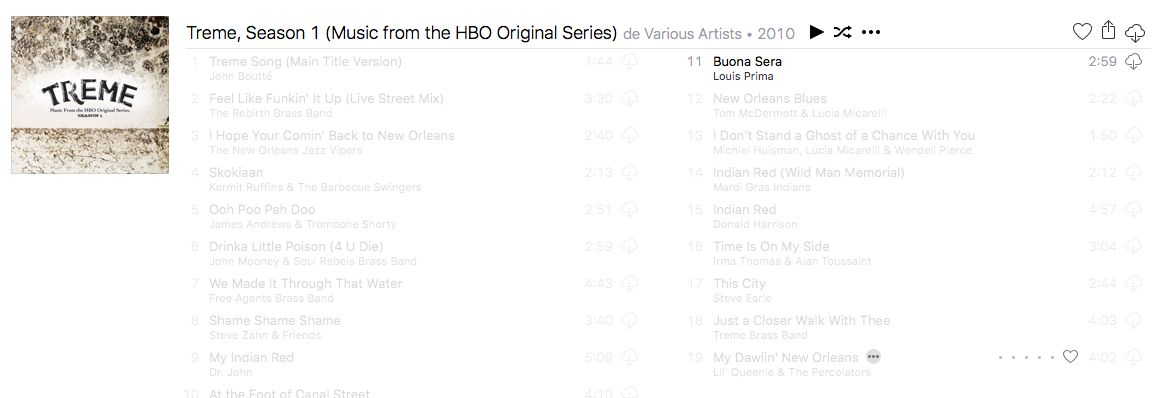 Treme, Season 1 (Music from the HBO Original Series) de Various Artists • 2010
TREME
Music From the HBO Original Series.
SEASON 1
1 Treme Song (Main Title Version) 1:44
John Boutté
2 Feel Like Funkin' It Up (Live Street Mix) 3:30
The Rebirth Brass Band
3 I Hope Your Comin' Back to New Orleans 2:40
The New Orleans Jazz Vipers
4 Skokiaan 2:13
Kermit Ruffins & The Barbecue Swingers
5 Ooh Poo Pah Doo 2:51
James Andrews & Trombone Shorty
6 Drinka Little Poison (4 U Die) 2:59
John Mooney & Soul Rebels Brass Band
7 We Made It Through That Water 4:43
Free Agents Brass Band
8 Shame Shame Shame 3:40
Steve Zahn & Friends
9 My Indian Red 5:09
Dr. John
10 At the Foot of Canal Street 4:10
11 Buona Sera 2:59
Louis Prima
12 New Orleans Blues 2:22
Tom McDermott & Lucia Micarelli
13 I Don't Stand a Ghost of a Chance With You 1:50
Michiel Huisman, Lucia Micarelli & Wendell Pierce
14 Indian Red (Wild Man Memorial) 2:12
Mardi Gras Indians
15 Indian Red 4:57
Donald Harrison
16 Time Is On My Side 3:04
Irma Thomas & Alan Toussaint
17 This City 2:44
Steve Earle
18 Just a Closer Walk With Thee 4:03
Treme Brass Band
19 My Dawlin' New Orleans 4:02
Lil' Queenie & The Percolators